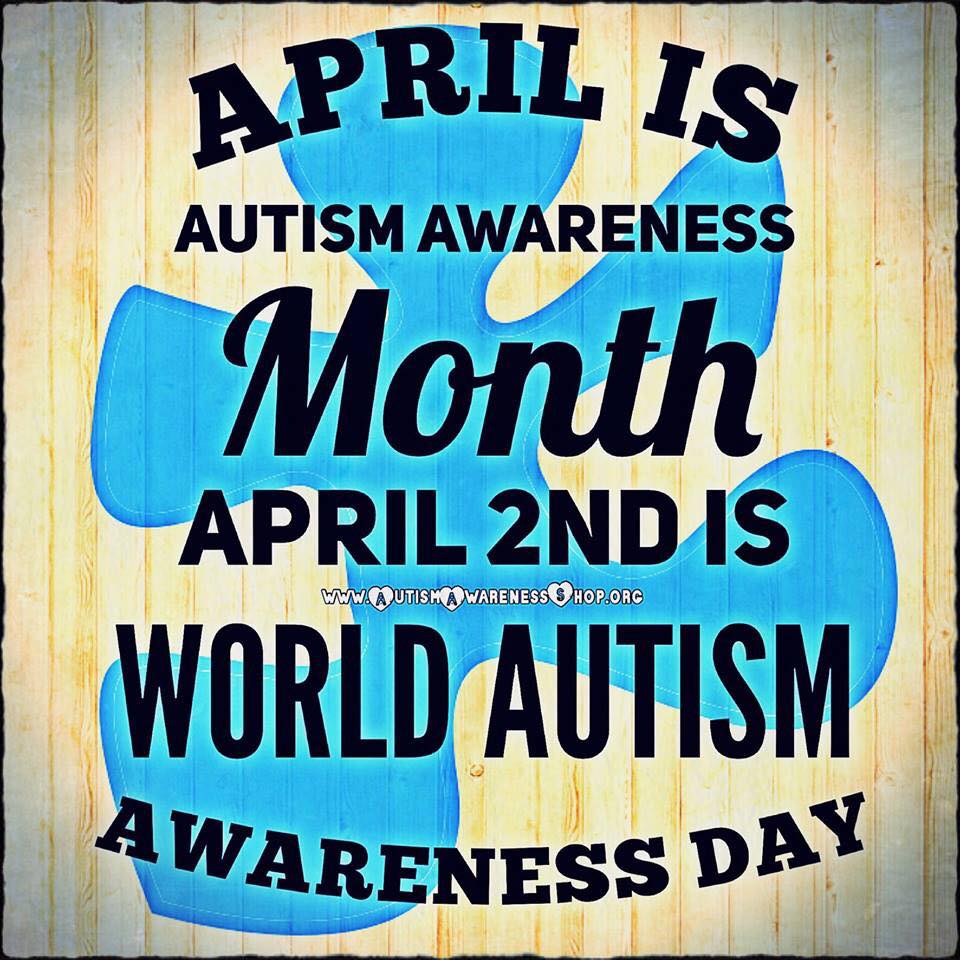 APRIL IS
AUTISM AWARENESS
Month
APRIL 2ND IS
WWW.AUTISMAWARENESSSHOP.ORG
WORLD AUTISM
AWARENESS DAY